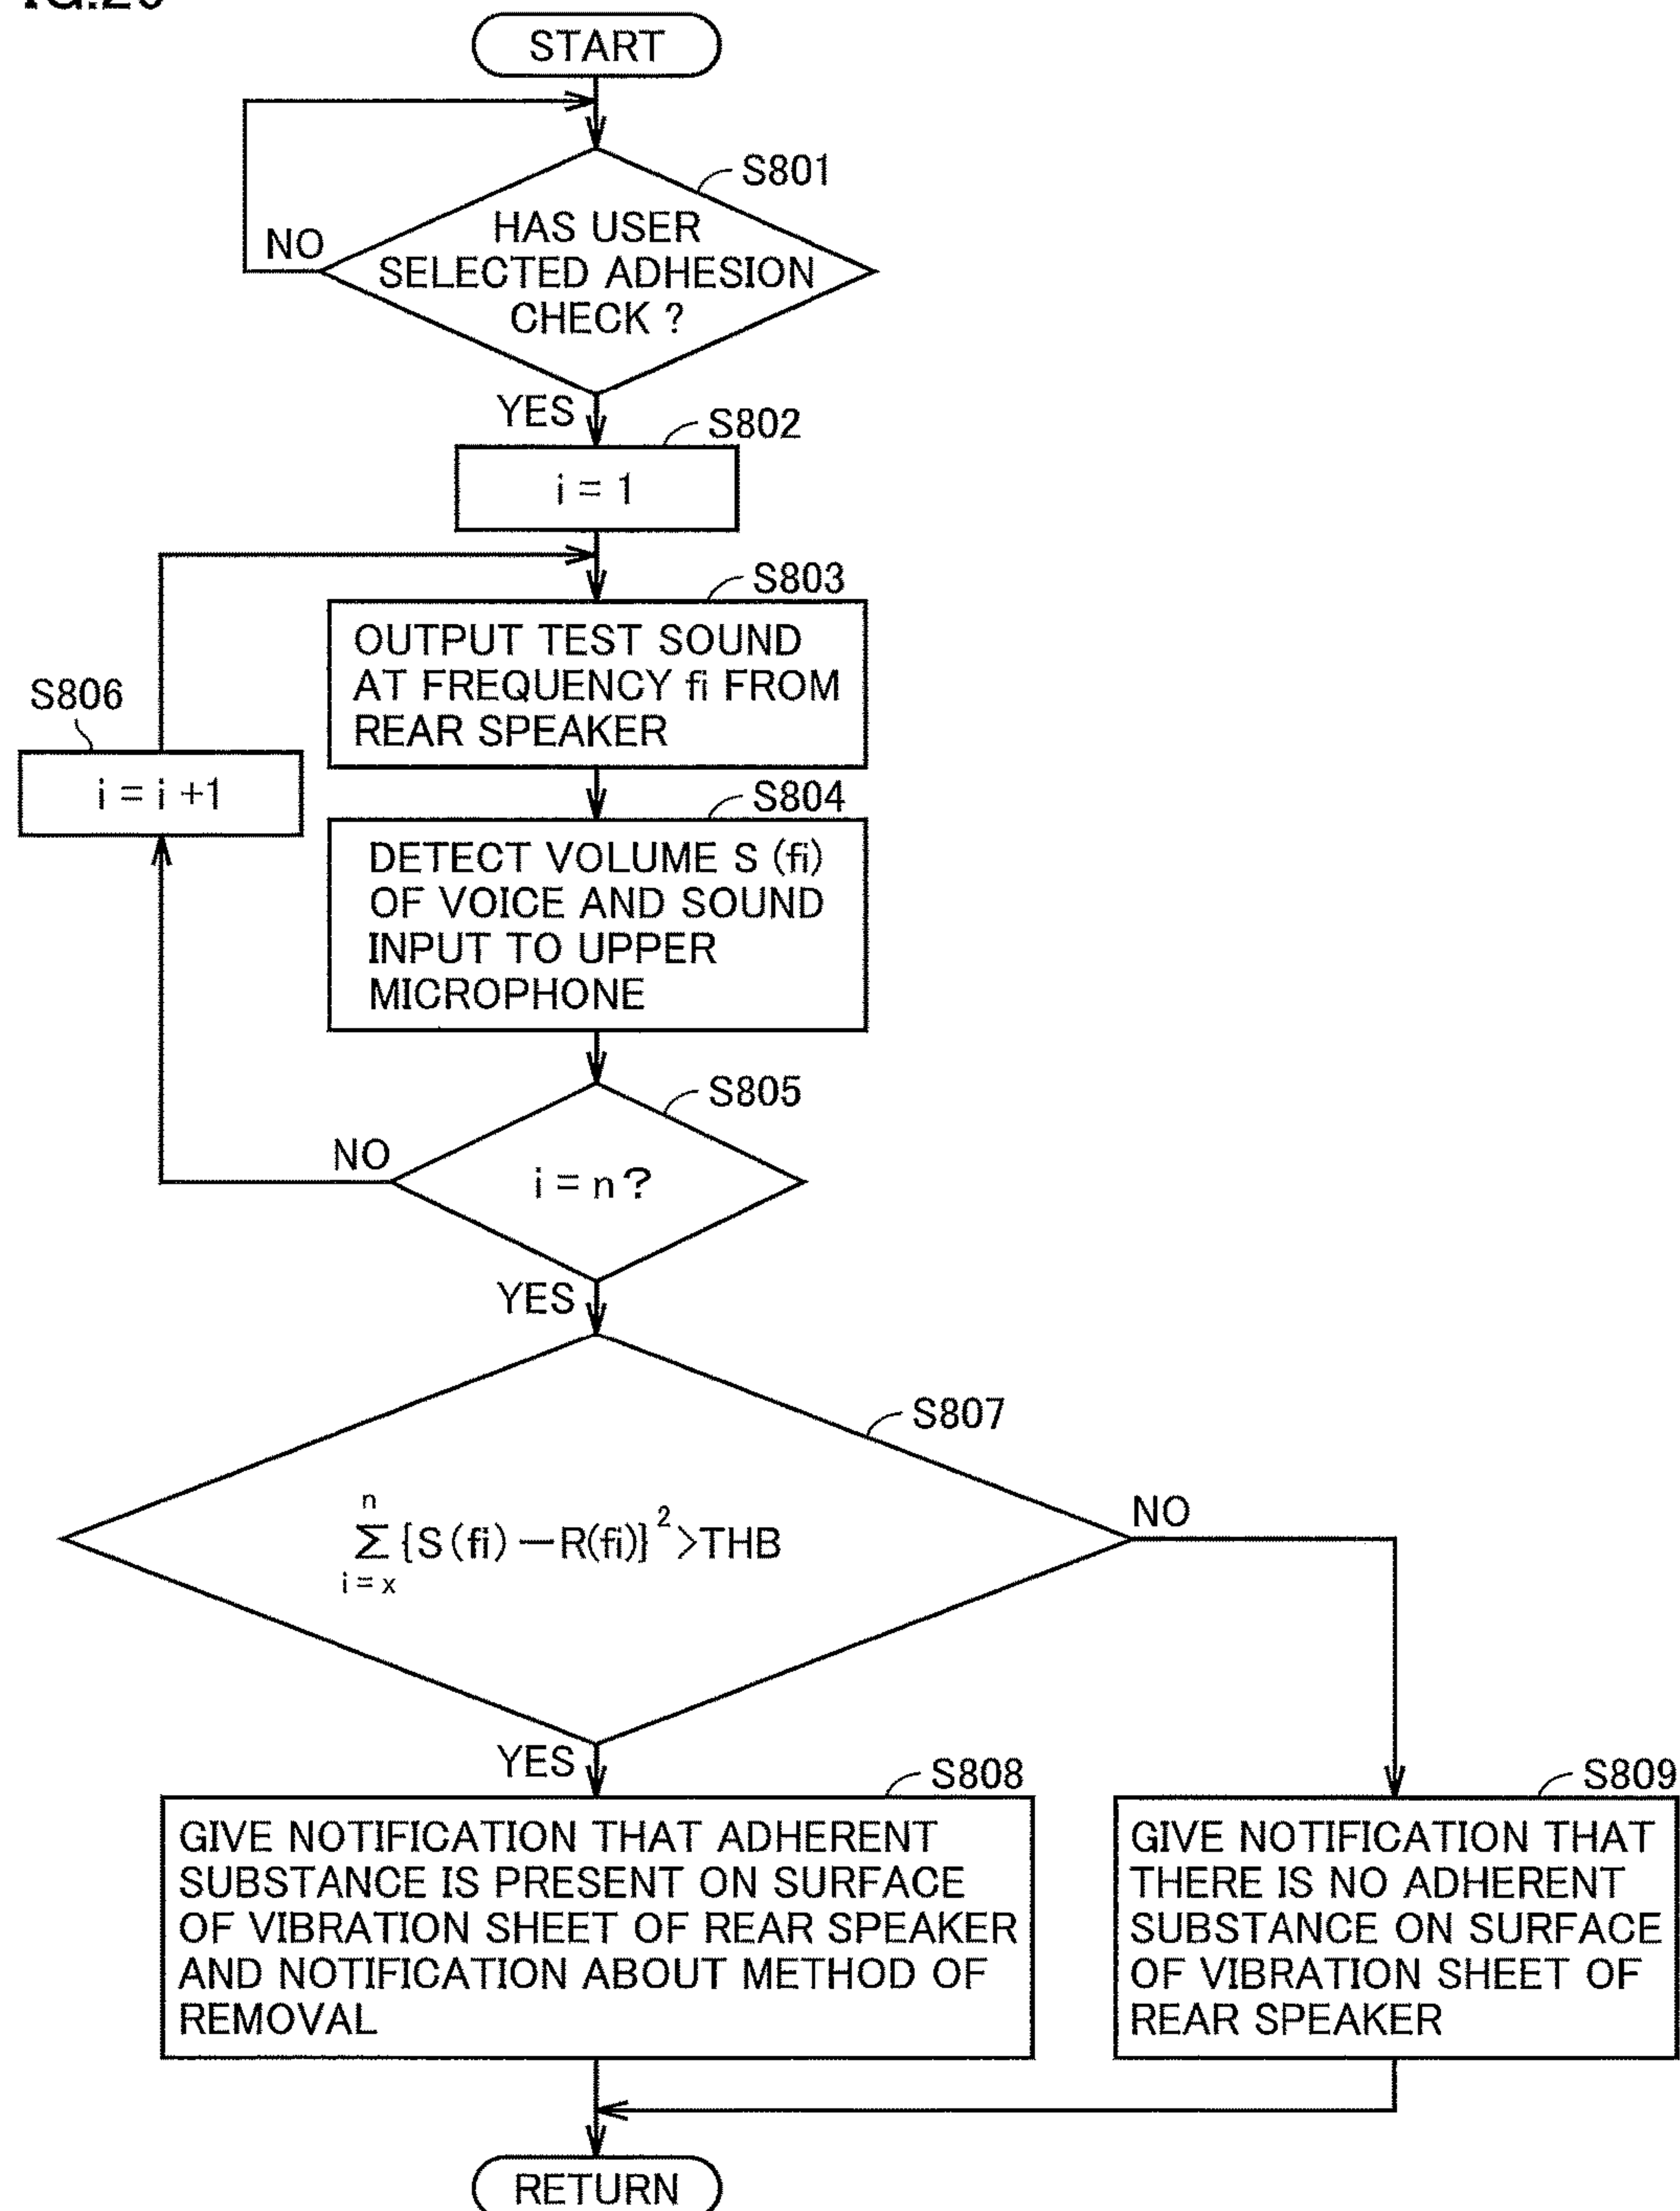 START
S801
HAS USER
SELECTED ADHESION
CHECK ?
NO
YES
S802
i = 1
S803
OUTPUT TEST SOUND
AT FREQUENCY fi FROM
REAR SPEAKER
S806
i = i +1
S804
DETECT VOLUME S (fi)
OF VOICE AND SOUND
INPUT TO UPPER
MICROPHONE
S805
NO
i = n ?
YES
S807
n
Σ {S (fi) — R(fi)}² > THB
i = x
NO
YES
S808
GIVE NOTIFICATION THAT ADHERENT
SUBSTANCE IS PRESENT ON SURFACE
OF VIBRATION SHEET OF REAR SPEAKER
AND NOTIFICATION ABOUT METHOD OF
REMOVAL
S809
GIVE NOTIFICATION THAT
THERE IS NO ADHERENT
SUBSTANCE ON SURFACE
OF VIBRATION SHEET OF
REAR SPEAKER
RETURN